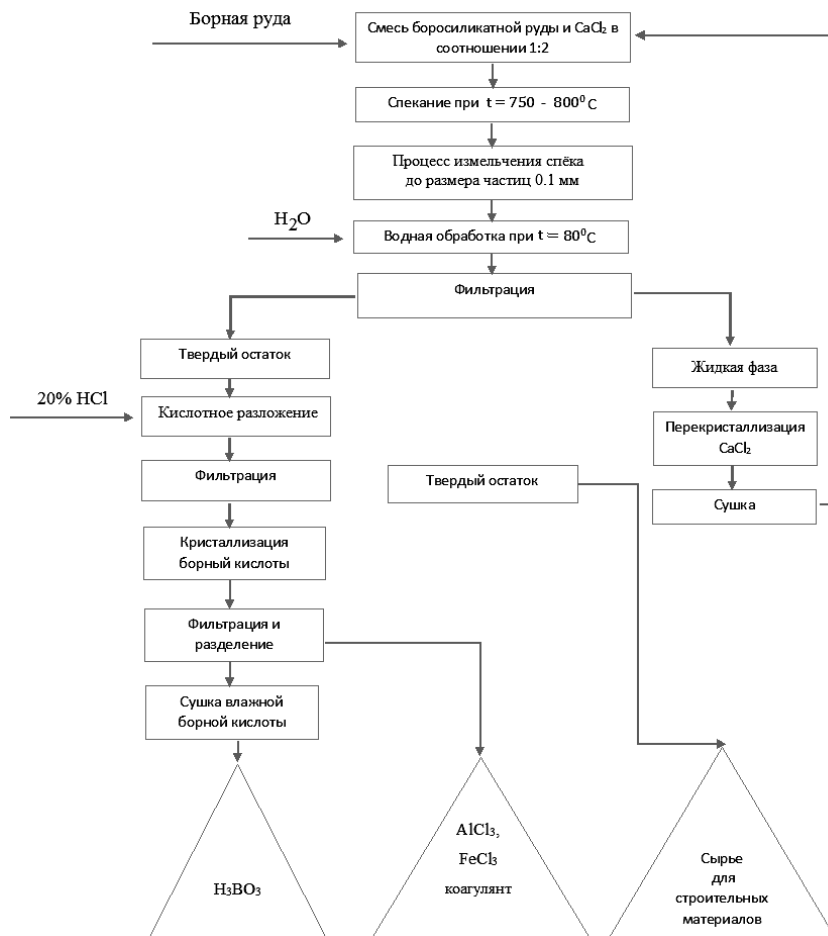 Борная руда
Смесь боросиликатной руды и CaCl₂ в
соотношении 1:2
Спекание при t = 750 - 800⁰C
Процесс измельчения спёка
до размера частиц 0.1 мм
H₂O
Водная обработка при t = 80⁰C
Фильтрация
Твердый остаток
Жидкая фаза
20% HCl
Кислотное разложение
Перекристаллизация
CaCl₂
Фильтрация
Твердый остаток
Сушка
Кристаллизация
борный кислоты
Фильтрация и
разделение
Сушка влажной
борной кислоты
H₃BO₃
AlCl₃,
FeCl₃
коагулянт
Сырье
для
строительных
материалов